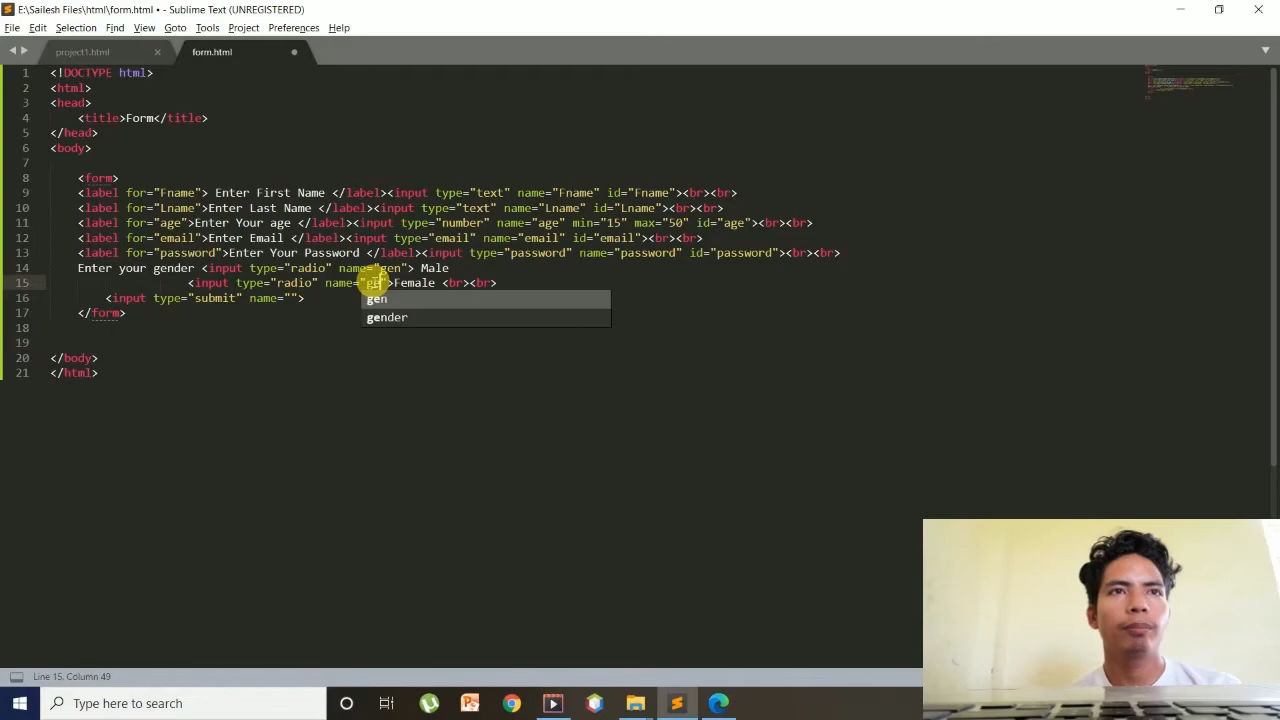 E:\Sailesh Files\html\form.html • - Sublime Text (UNREGISTERED)
File Edit Selection Find View Goto Tools Project Preferences Help
project1.html form.html
1 <!DOCTYPE html>
2 <html>
3 <head>
4 <title>Form</title>
5 </head>
6 <body>
7
8 <form>
9 <label for="Fname"> Enter First Name </label><input type="text" name="Fname" id="Fname"><br><br>
10 <label for="Lname">Enter Last Name </label><input type="text" name="Lname" id="Lname"><br><br>
11 <label for="age">Enter Your age </label><input type="number" name="age" min="15" max="50" id="age"><br><br>
12 <label for="email">Enter Email </label><input type="email" name="email" id="email"><br><br>
13 <label for="password">Enter Your Password </label><input type="password" name="password" id="password"><br><br>
14 Enter your gender <input type="radio" name="gen"> Male
15 <input type="radio" name="ge">Female <br><br>
gen
16 <input type="submit" name="">
gender
17 </form>
18
19
20 </body>
21 </html>
Line 15, Column 49
Type here to search